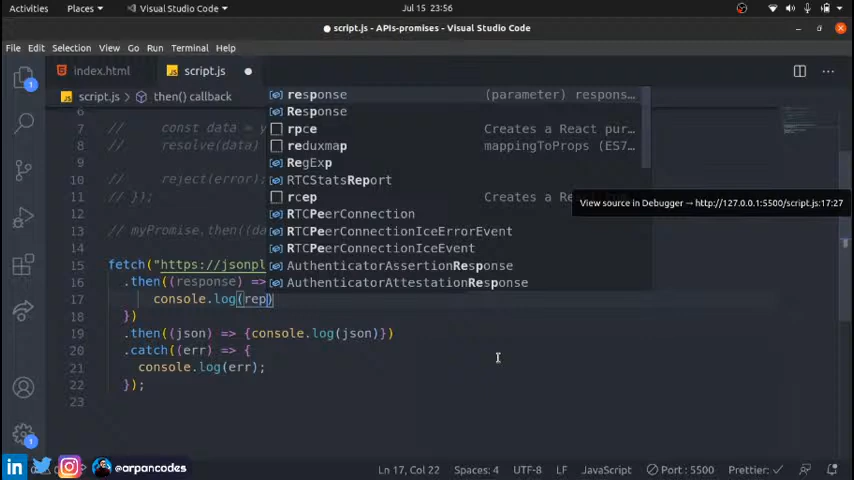 Activities Places Visual Studio Code Jul 15 23:56
script.js - APIs-promises - Visual Studio Code
File Edit Selection View Go Run Terminal Help
index.html script.js
script.js then() callback
6
7 // const data = y
8 // resolve(data)
9
10 // reject(error);
11 // });
12
13 // myPromise.then((da
14
15 fetch("https://jsonpl
16 .then((response) =>
17 console.log(rep)
18 })
19 .then((json) => {console.log(json)})
20 .catch((err) => {
21 console.log(err);
22 });
23
response (parameter) respons...
Response
rpce Creates a React pur...
reduxmap mappingToProps (ES7...
RegExp
RTCStatsReport
rcep Creates a React
RTCPeerConnection
RTCPeerConnectionIceErrorEvent
RTCPeerConnectionIceEvent
AuthenticatorAssertionResponse
AuthenticatorAttestationResponse
View source in Debugger → http://127.0.0.1:5500/script.js:17:27
1
1
in @arpancodes
Ln 17, Col 22 Spaces: 4 UTF-8 LF JavaScript Port : 5500 Prettier: ✓